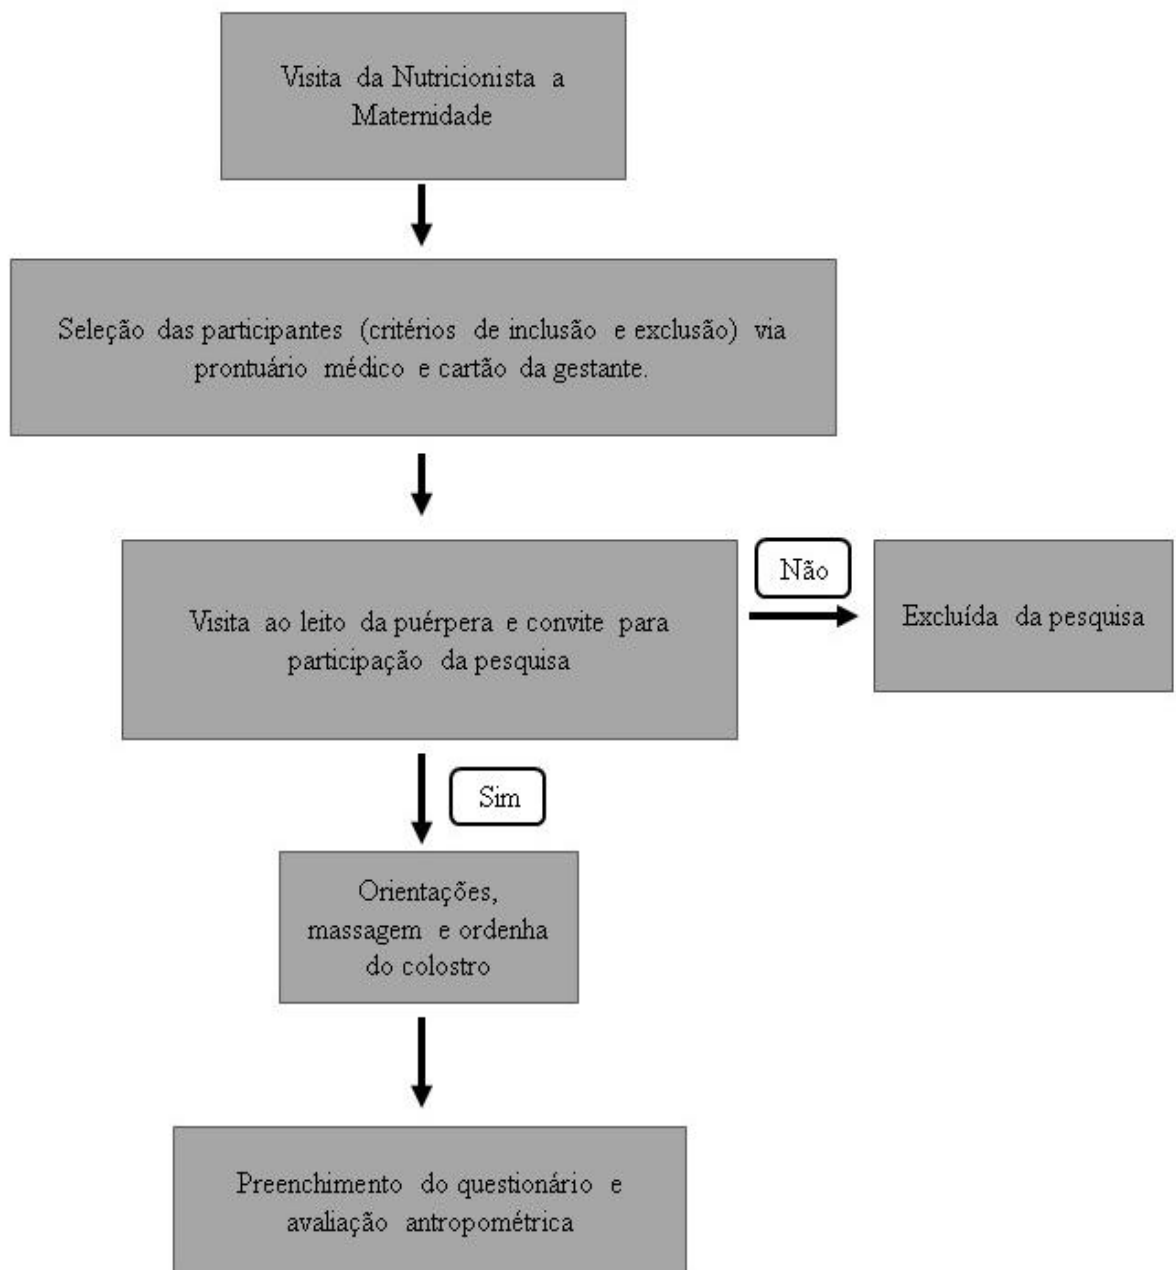 Visita da Nutricionista a
Maternidade
Seleção das participantes (critérios de inclusão e exclusão) via
prontuário médico e cartão da gestante.
Visita ao leito da puérpera e convite para
participação da pesquisa
Não
Excluída da pesquisa
Sim
Orientações,
massagem e ordenha
do colostro
Preenchimento do questionário e
avaliação antropométrica